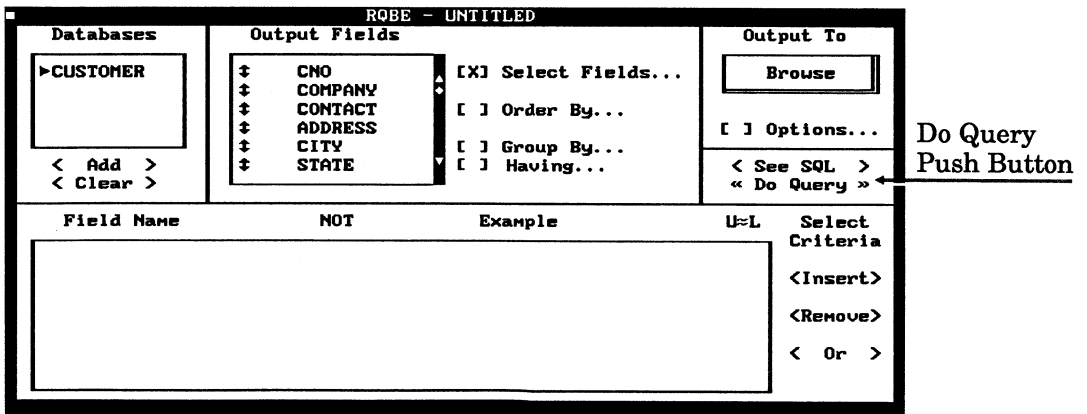 RQBE - UNTITLED
Databases
►CUSTOMER
< Add >
< Clear >
Output Fields
↕ CNO
↕ COMPANY
↕ CONTACT
↕ ADDRESS
↕ CITY
↕ STATE
[X] Select Fields...
[ ] Order By...
[ ] Group By...
[ ] Having...
Output To
Browse
[ ] Options...
< See SQL >
« Do Query »
Do Query
Push Button
Field Name NOT Example U≈L Select
Criteria
<Insert>
<Remove>
< Or >